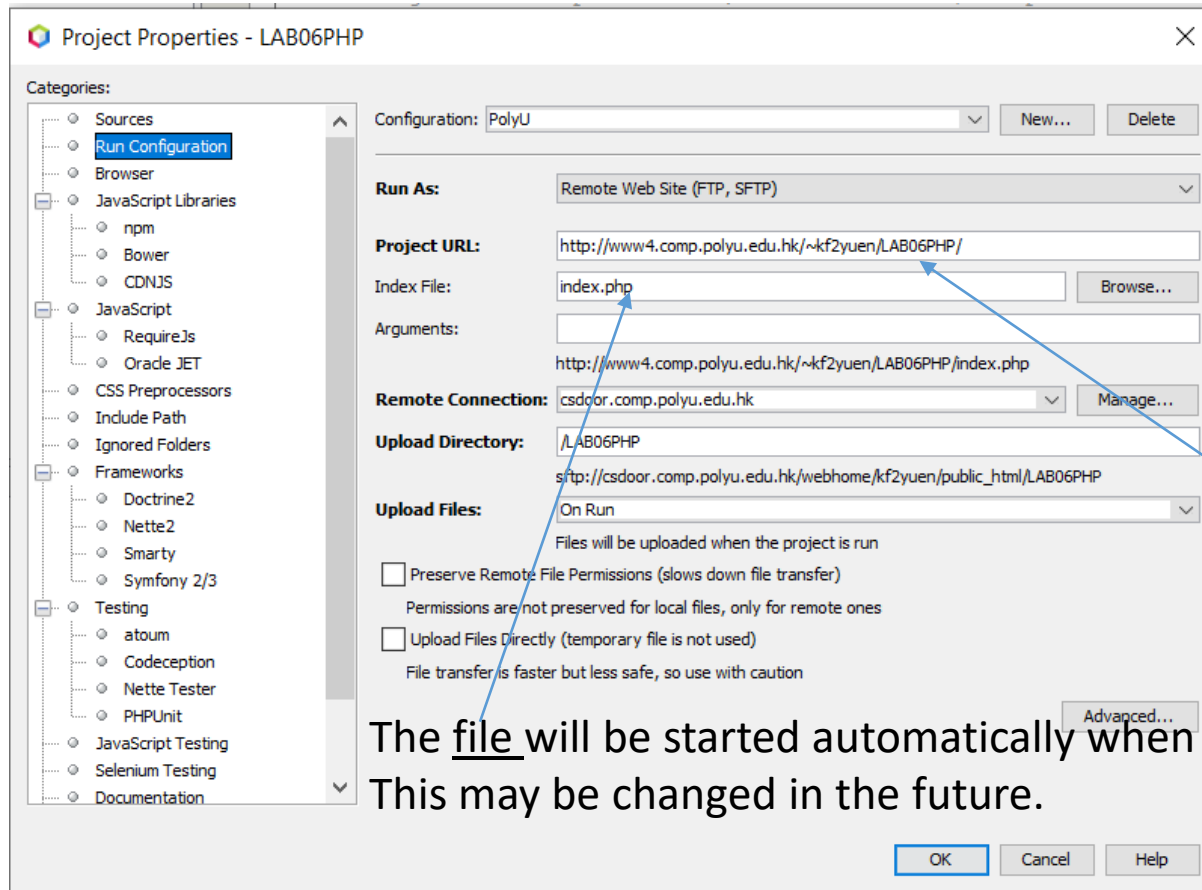 Project Properties - LAB06PHP
Categories:
Sources
Run Configuration
Browser
JavaScript Libraries
npm
Bower
CDNJS
JavaScript
RequireJs
Oracle JET
CSS Preprocessors
Include Path
Ignored Folders
Frameworks
Doctrine2
Nette2
Smarty
Symfony 2/3
Testing
atoum
Codeception
Nette Tester
PHPUnit
JavaScript Testing
Selenium Testing
Documentation
Configuration: PolyU New... Delete
Run As: Remote Web Site (FTP, SFTP)
Project URL: http://www4.comp.polyu.edu.hk/~kf2yuen/LAB06PHP/
Index File: index.php Browse...
Arguments:
http://www4.comp.polyu.edu.hk/~kf2yuen/LAB06PHP/index.php
Remote Connection: csdoor.comp.polyu.edu.hk Manage...
Upload Directory: /LAB06PHP
sftp://csdoor.comp.polyu.edu.hk/webhome/kf2yuen/public_html/LAB06PHP
Upload Files: On Run
Files will be uploaded when the project is run
Preserve Remote File Permissions (slows down file transfer)
Permissions are not preserved for local files, only for remote ones
Upload Files Directly (temporary file is not used)
File transfer is faster but less safe, so use with caution
Advanced...
The file will be started automatically when
This may be changed in the future.
OK Cancel Help